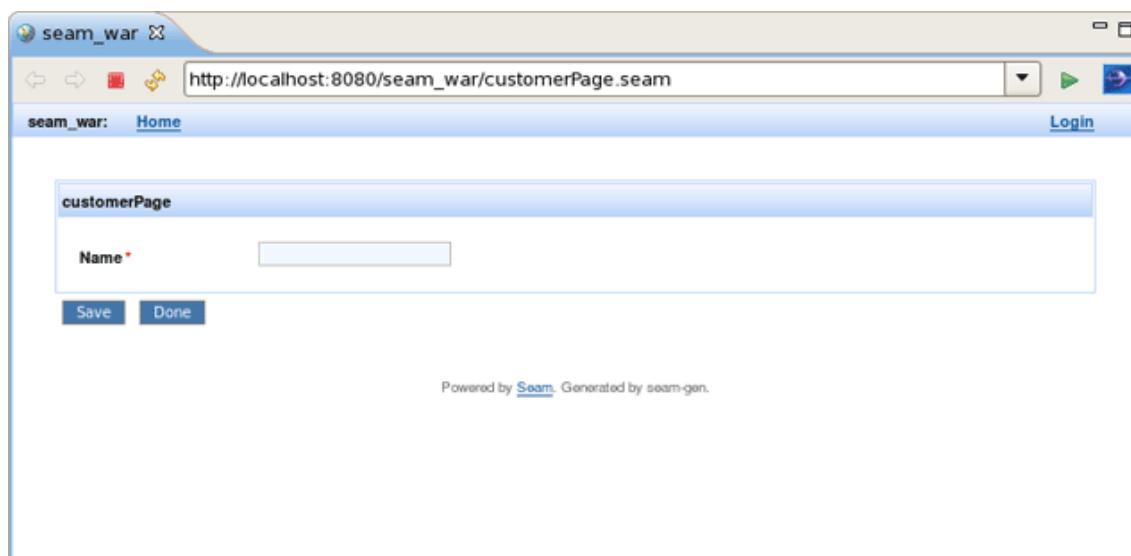 seam_war
http://localhost:8080/seam_war/customerPage.seam
seam_war: Home Login
customerPage
Name*
Save Done
Powered by Seam. Generated by seam-gen.